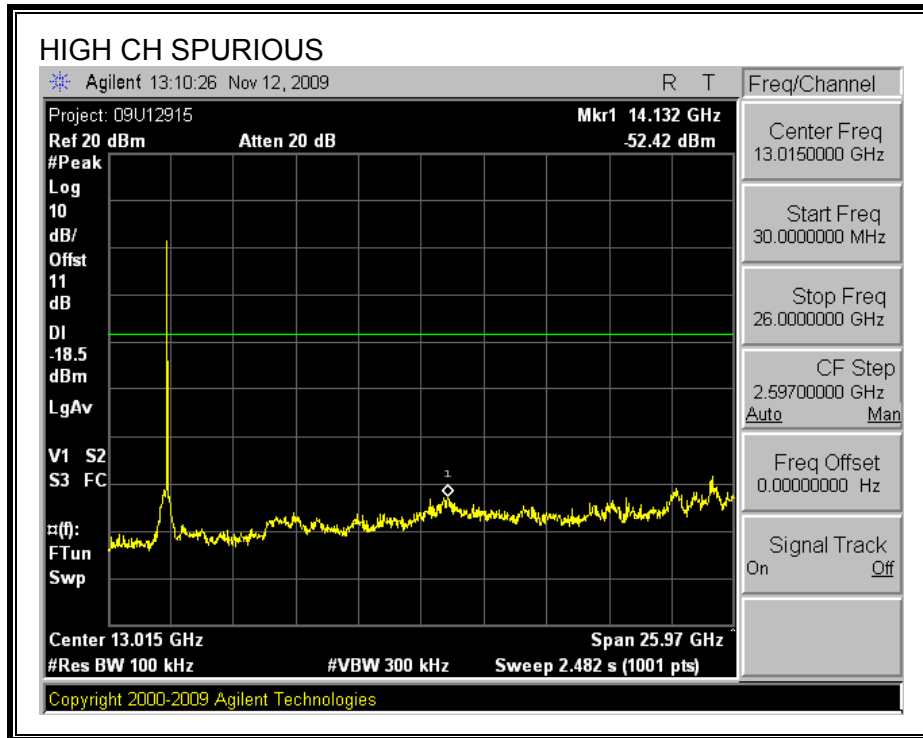 HIGH CH SPURIOUS
Agilent 13:10:26 Nov 12, 2009 R T
Project: 09U12915 Mkr1 14.132 GHz
Ref 20 dBm Atten 20 dB -52.42 dBm
#Peak
Log
10
dB/
Offst
11
dB
DI
-18.5
dBm
LgAv
V1 S2
S3 FC
¤(f):
FTun
Swp
1
Center 13.015 GHz Span 25.97 GHz
#Res BW 100 kHz #VBW 300 kHz Sweep 2.482 s (1001 pts)
Copyright 2000-2009 Agilent Technologies
Freq/Channel
Center Freq
13.0150000 GHz
Start Freq
30.0000000 MHz
Stop Freq
26.0000000 GHz
CF Step
2.59700000 GHz
Auto Man
Freq Offset
0.00000000 Hz
Signal Track
On Off